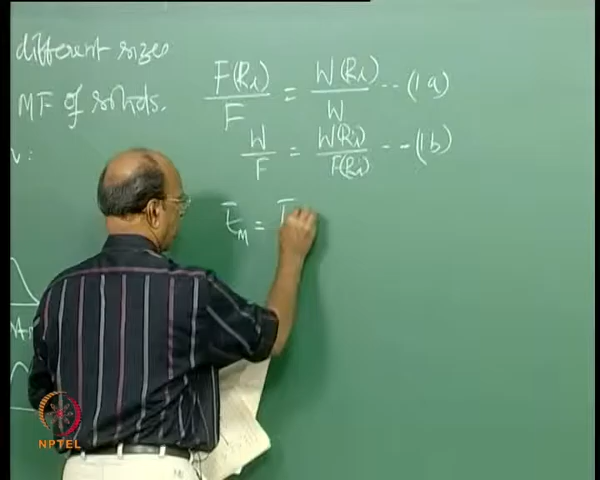 different sizes
MF of solids.
F(Ri)/F = W(Ri)/W -- (1a)
W/F = W(Ri)/F(Ri) -- (1b)
t̄M =
NPTEL